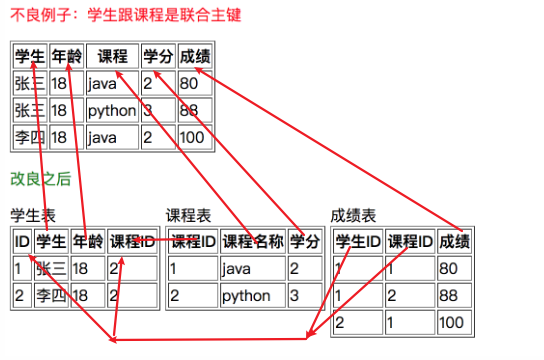 不良例子：学生跟课程是联合主键
学生 年龄 课程 学分 成绩
张三 18 java 2 80
张三 18 python 3 88
李四 18 java 2 100
改良之后
学生表 课程表 成绩表
ID 学生 年龄 课程ID 课程ID 课程名称 学分 学生ID 课程ID 成绩
1 张三 18 2 1 java 2 1 1 80
2 李四 18 2 2 python 3 1 2 88
2 1 100